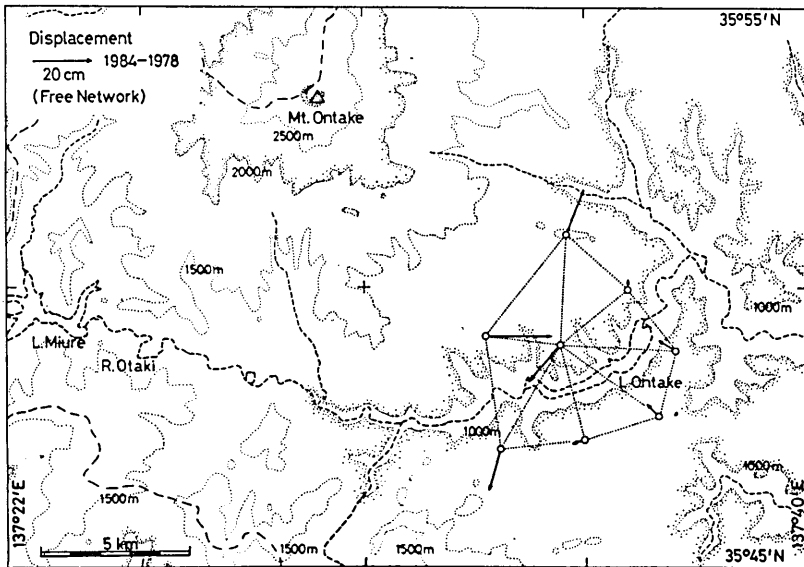 Displacement
1984–1978
20 cm
(Free Network)
35°55′N
Mt. Ontake
2500m
2000m
1500m
1000m
L.Miure
R.Otaki
L.Ontake
1000m
1500m
1500m
137°22′E
137°40′E
5 km
1500m
1500m
35°45′N